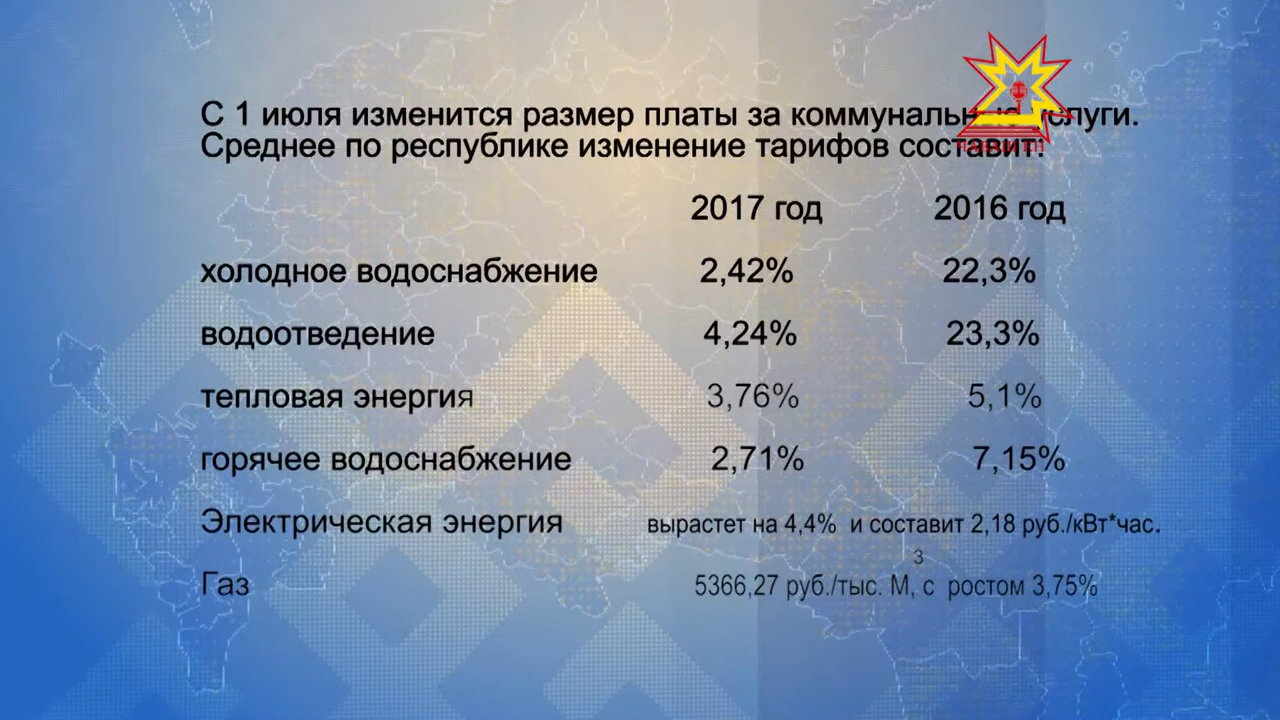 С 1 июля изменится размер платы за коммунальные услуги.
Среднее по республике изменение тарифов составит:
2017 год 2016 год
холодное водоснабжение 2,42% 22,3%
водоотведение 4,24% 23,3%
тепловая энергия 3,76% 5,1%
горячее водоснабжение 2,71% 7,15%
Электрическая энергия вырастет на 4,4% и составит 2,18 руб./кВт*час.
3
Газ 5366,27 руб./тыс. М, с ростом 3,75%